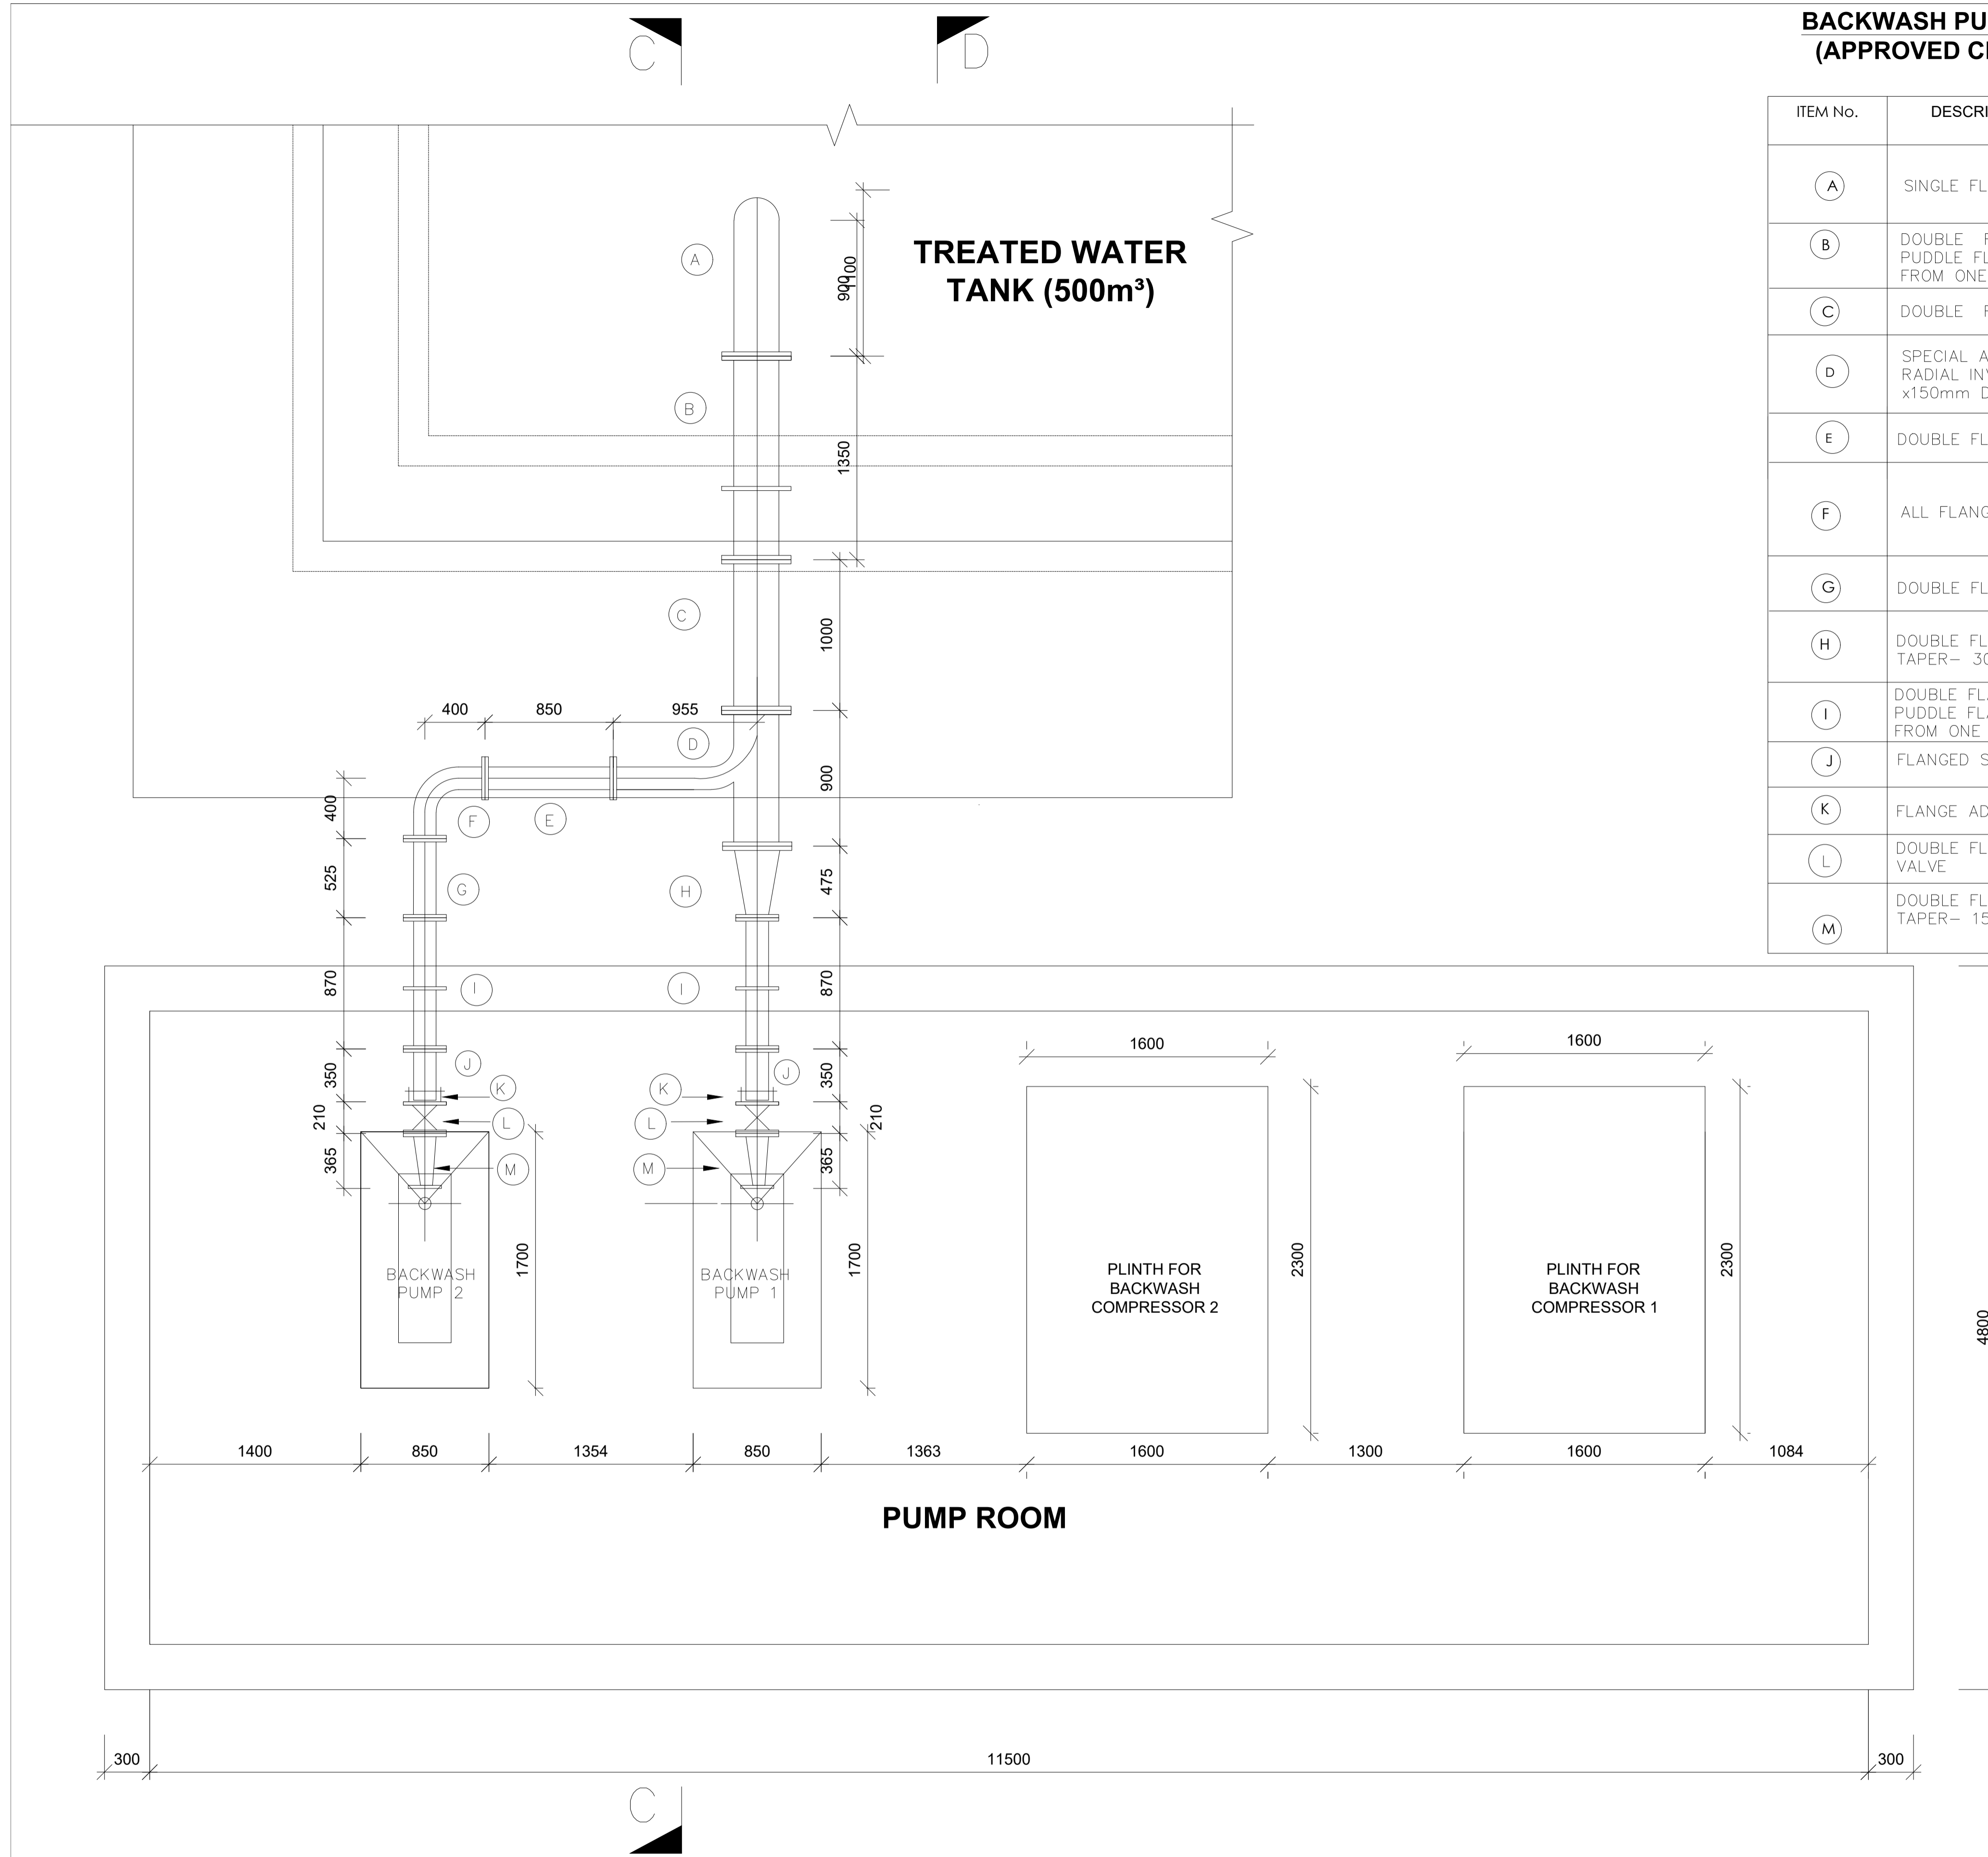 C
D
BACKWASH PU
(APPROVED C
ITEM No.
DESCRI
A
SINGLE FL
B
DOUBLE F
PUDDLE FL
FROM ONE
C
DOUBLE F
D
SPECIAL A
RADIAL INV
x150mm D
E
DOUBLE FL
F
ALL FLANG
G
DOUBLE FL
H
DOUBLE FL
TAPER- 30
I
DOUBLE FLA
PUDDLE FLA
FROM ONE
J
FLANGED S
K
FLANGE AD
L
DOUBLE FL
VALVE
M
DOUBLE FL
TAPER- 15
TREATED WATER
TANK (500m³)
A
900
1100
B
1350
C
1000
400
850
955
D
900
400
F
E
525
G
H
475
870
I
I
870
350
J
K
K
J
350
210
L
L
210
365
M
M
365
1700
1700
BACKWASH
PUMP 2
BACKWASH
PUMP 1
1600
1600
2300
2300
PLINTH FOR
BACKWASH
COMPRESSOR 2
PLINTH FOR
BACKWASH
COMPRESSOR 1
4800
1400
850
1354
850
1363
1600
1300
1600
1084
PUMP ROOM
300
11500
300
C